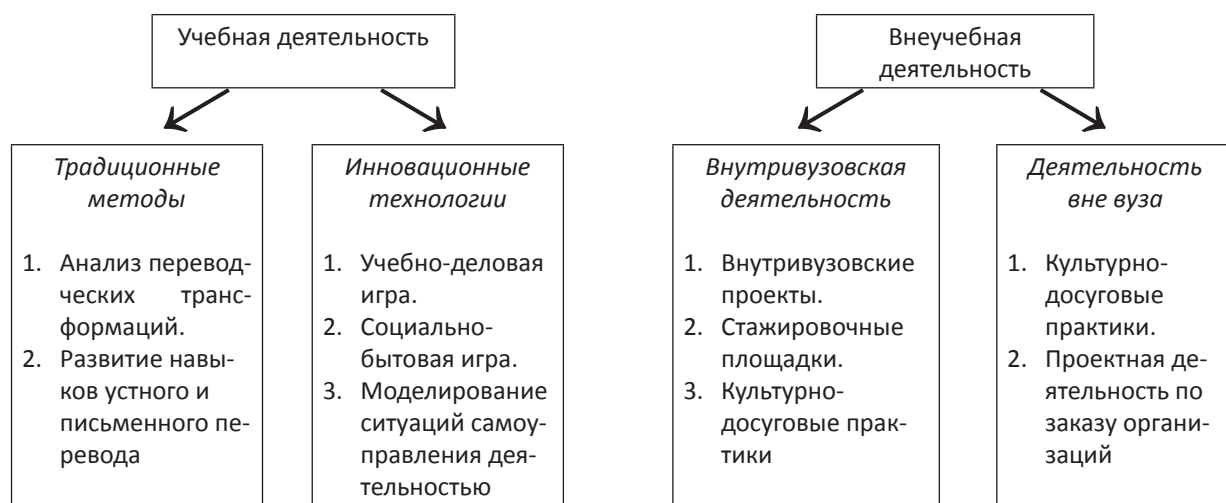 Учебная деятельность
Внеучебная
деятельность
Традиционные
методы
1. Анализ перевод-
ческих транс-
формаций.
2. Развитие навы-
ков устного и
письменного пе-
ревода
Инновационные
технологии
1. Учебно-деловая
игра.
2. Социально-
бытовая игра.
3. Моделирование
ситуаций самоу-
правления дея-
тельностью
Внутривузовская
деятельность
1. Внутривузовские
проекты.
2. Стажировочные
площадки.
3. Культурно-
досуговые прак-
тики
Деятельность
вне вуза
1. Культурно-
досуговые
практики.
2. Проектная де-
ятельность по
заказу органи-
заций